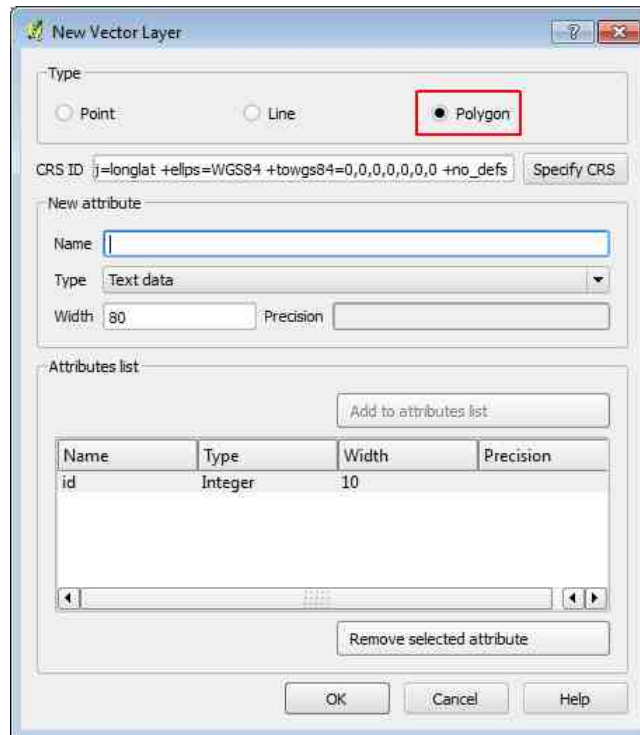 New Vector Layer
Type
Point
Line
Polygon
CRS ID
j=longlat +ellps=WGS84 +towgs84=0,0,0,0,0,0,0 +no_defs
Specify CRS
New attribute
Name
Type
Text data
Width
80
Precision
Attributes list
Add to attributes list
Name Type Width Precision
id Integer 10
Remove selected attribute
OK
Cancel
Help